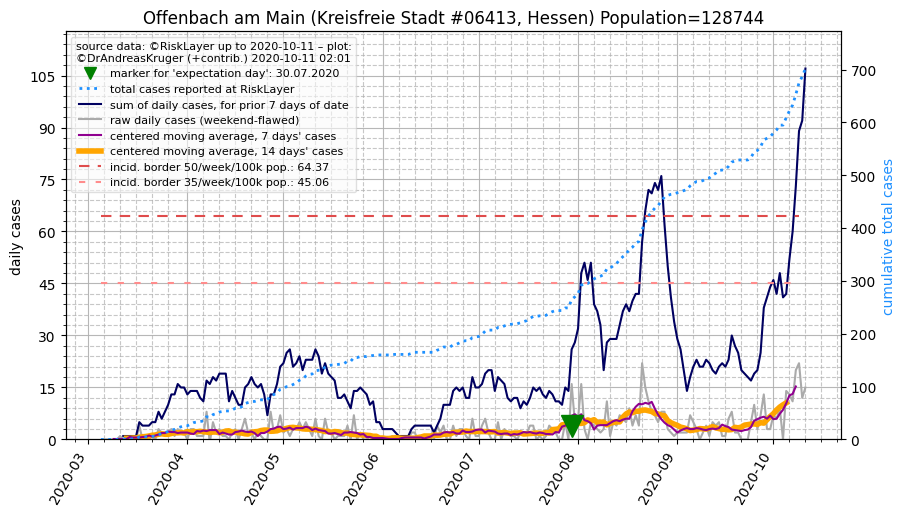 Offenbach am Main (Kreisfreie Stadt #06413, Hessen) Population=128744
source data: ©RiskLayer up to 2020-10-11 – plot:
©DrAndreasKruger (+contrib.) 2020-10-11 02:01
marker for 'expectation day': 30.07.2020
total cases reported at RiskLayer
sum of daily cases, for prior 7 days of date
raw daily cases (weekend-flawed)
centered moving average, 7 days' cases
centered moving average, 14 days' cases
incid. border 50/week/100k pop.: 64.37
incid. border 35/week/100k pop.: 45.06
daily cases
105
90
75
60
45
30
15
0
cumulative total cases
700
600
500
400
300
200
100
0
2020-03
2020-04
2020-05
2020-06
2020-07
2020-08
2020-09
2020-10